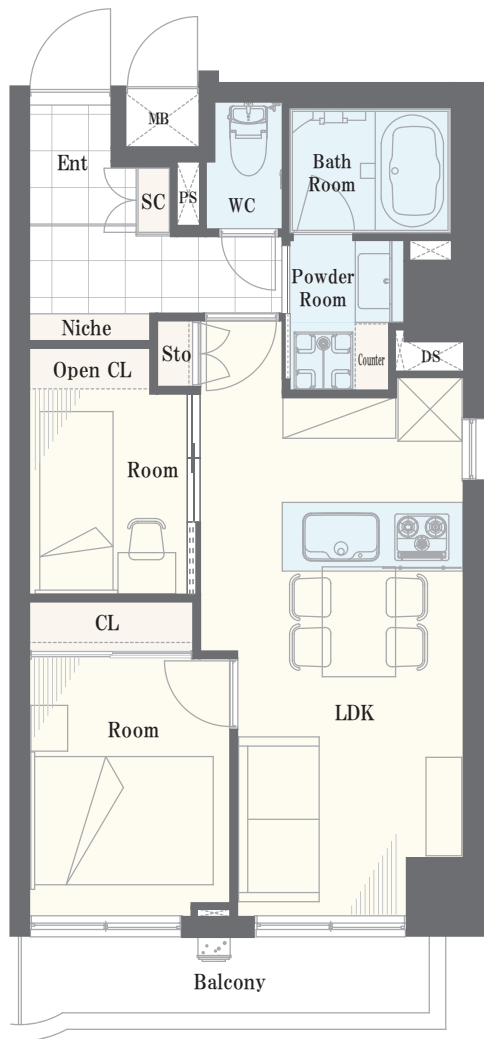 MB
Ent
SC
PS
WC
Bath
Room
Powder
Room
Niche
Sto
Counter
DS
Open CL
Room
CL
Room
LDK
Balcony